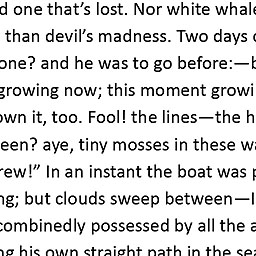 d one that's lost. Nor white whale
than devil's madness. Two days
one? and he was to go before:—
growing now; this moment growi
own it, too. Fool! the lines—the h
een? aye, tiny mosses in these wa
rew!” In an instant the boat was p
ng; but clouds sweep between—I
combinedly possessed by all the a
ng his own straight path in the sea